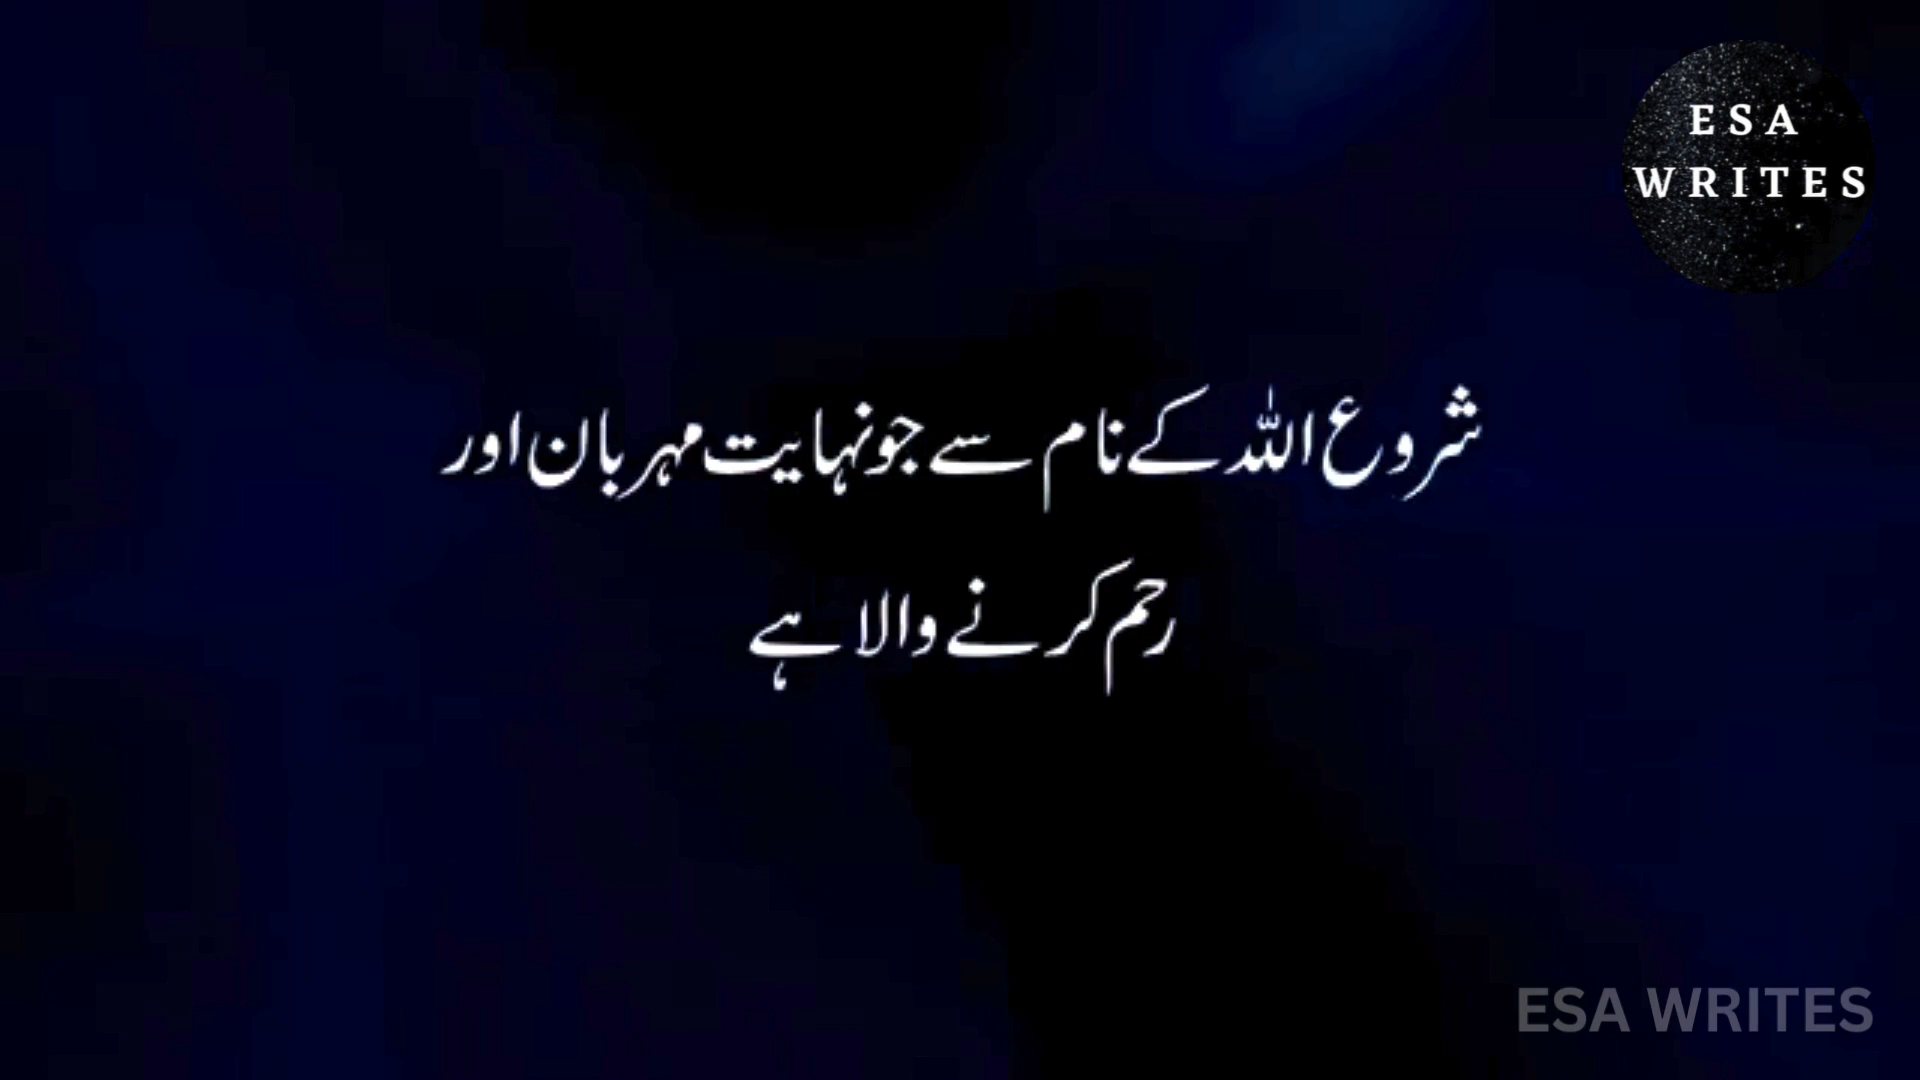 ESA
WRITES
شروع اللہ کے نام سے جو نہایت مہربان اور
رحم کرنے والا ہے
ESA WRITES